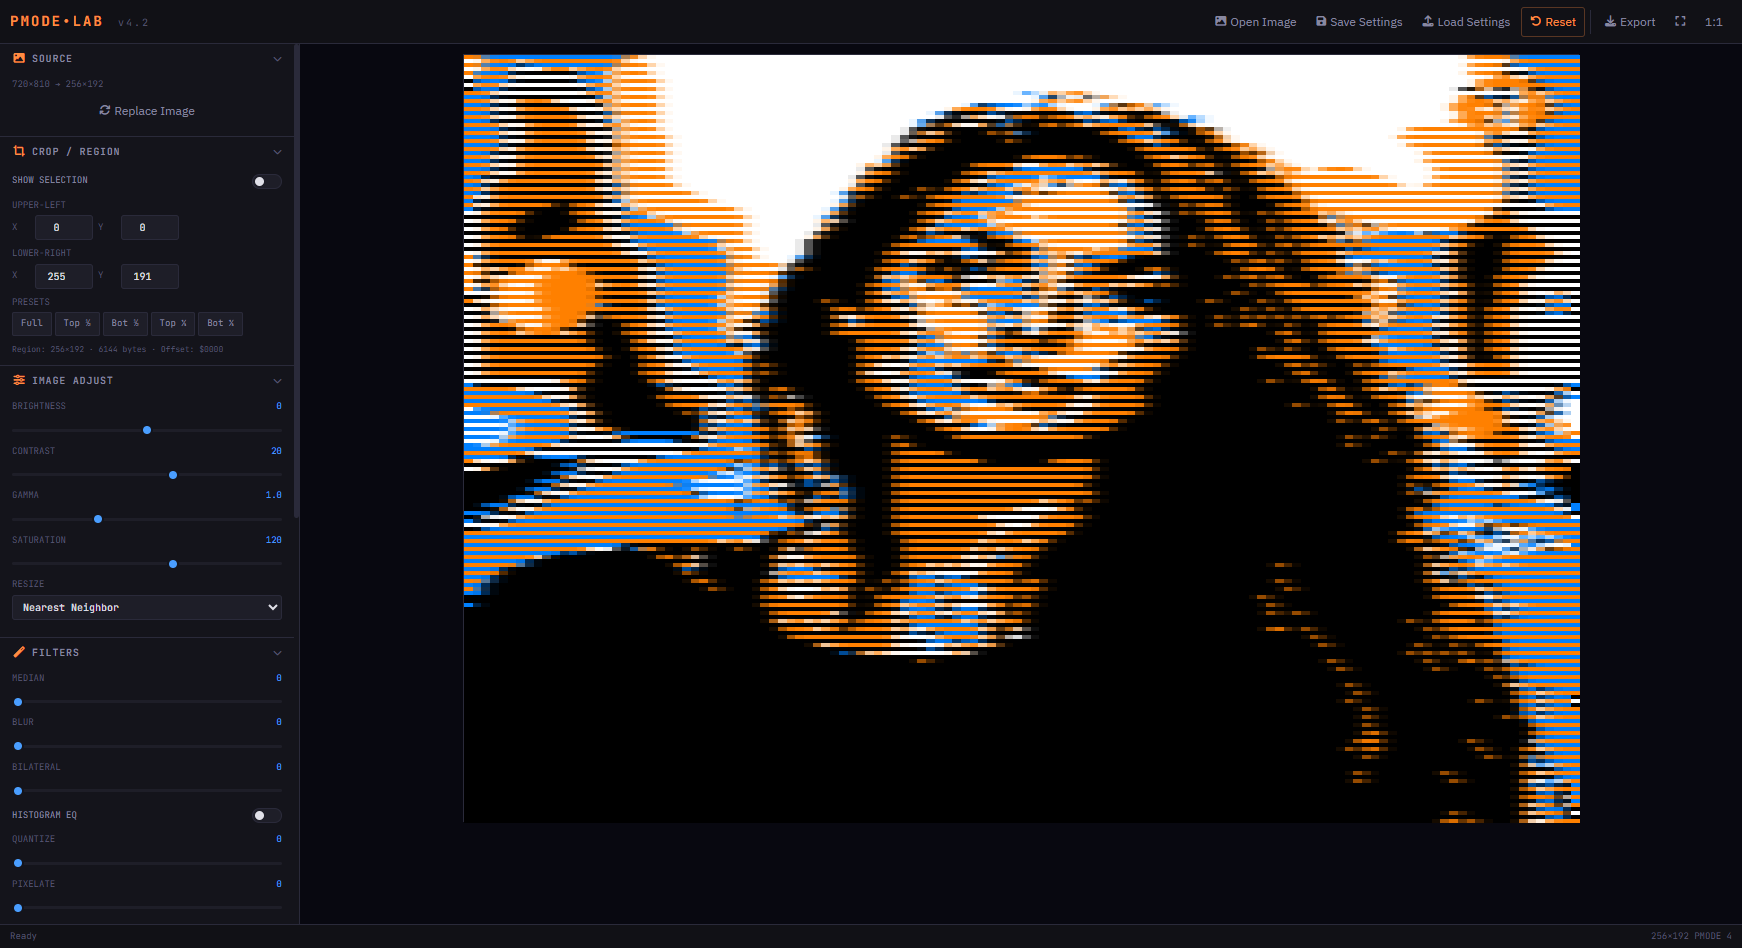 PMODE•LAB v4.2
Open Image Save Settings Load Settings Reset Export 1:1
SOURCE
720×810 → 256×192
Replace Image
CROP / REGION
SHOW SELECTION
UPPER-LEFT
X 0 Y 0
LOWER-RIGHT
X 255 Y 191
PRESETS
Full Top ½ Bot ½ Top ¾ Bot ¾
Region: 256×192 · 6144 bytes · Offset: $0000
IMAGE ADJUST
BRIGHTNESS 0
CONTRAST 20
GAMMA 1.0
SATURATION 120
RESIZE
Nearest Neighbor
FILTERS
MEDIAN 0
BLUR 0
BILATERAL 0
HISTOGRAM EQ
QUANTIZE 0
PIXELATE 0
Ready
256×192 PMODE 4